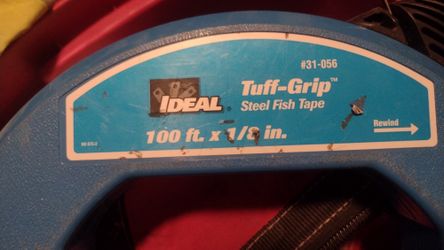 #31-056
IDEAL®
Tuff-Grip™
Steel Fish Tape
100 ft. x 1/8 in.
Rewind